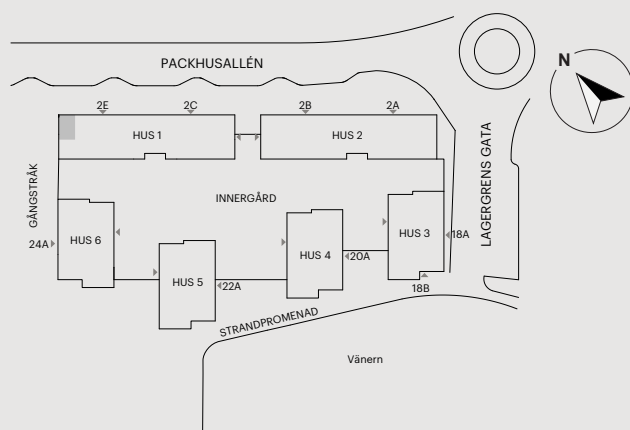 N
PACKHUSALLÉN
2E
2C
2B
2A
HUS 1
HUS 2
LAGERGRENS GATA
GÅNGSTRÅK
INNERGÅRD
24A
HUS 6
HUS 5
22A
HUS 4
20A
HUS 3
18A
18B
STRANDPROMENAD
Vänern